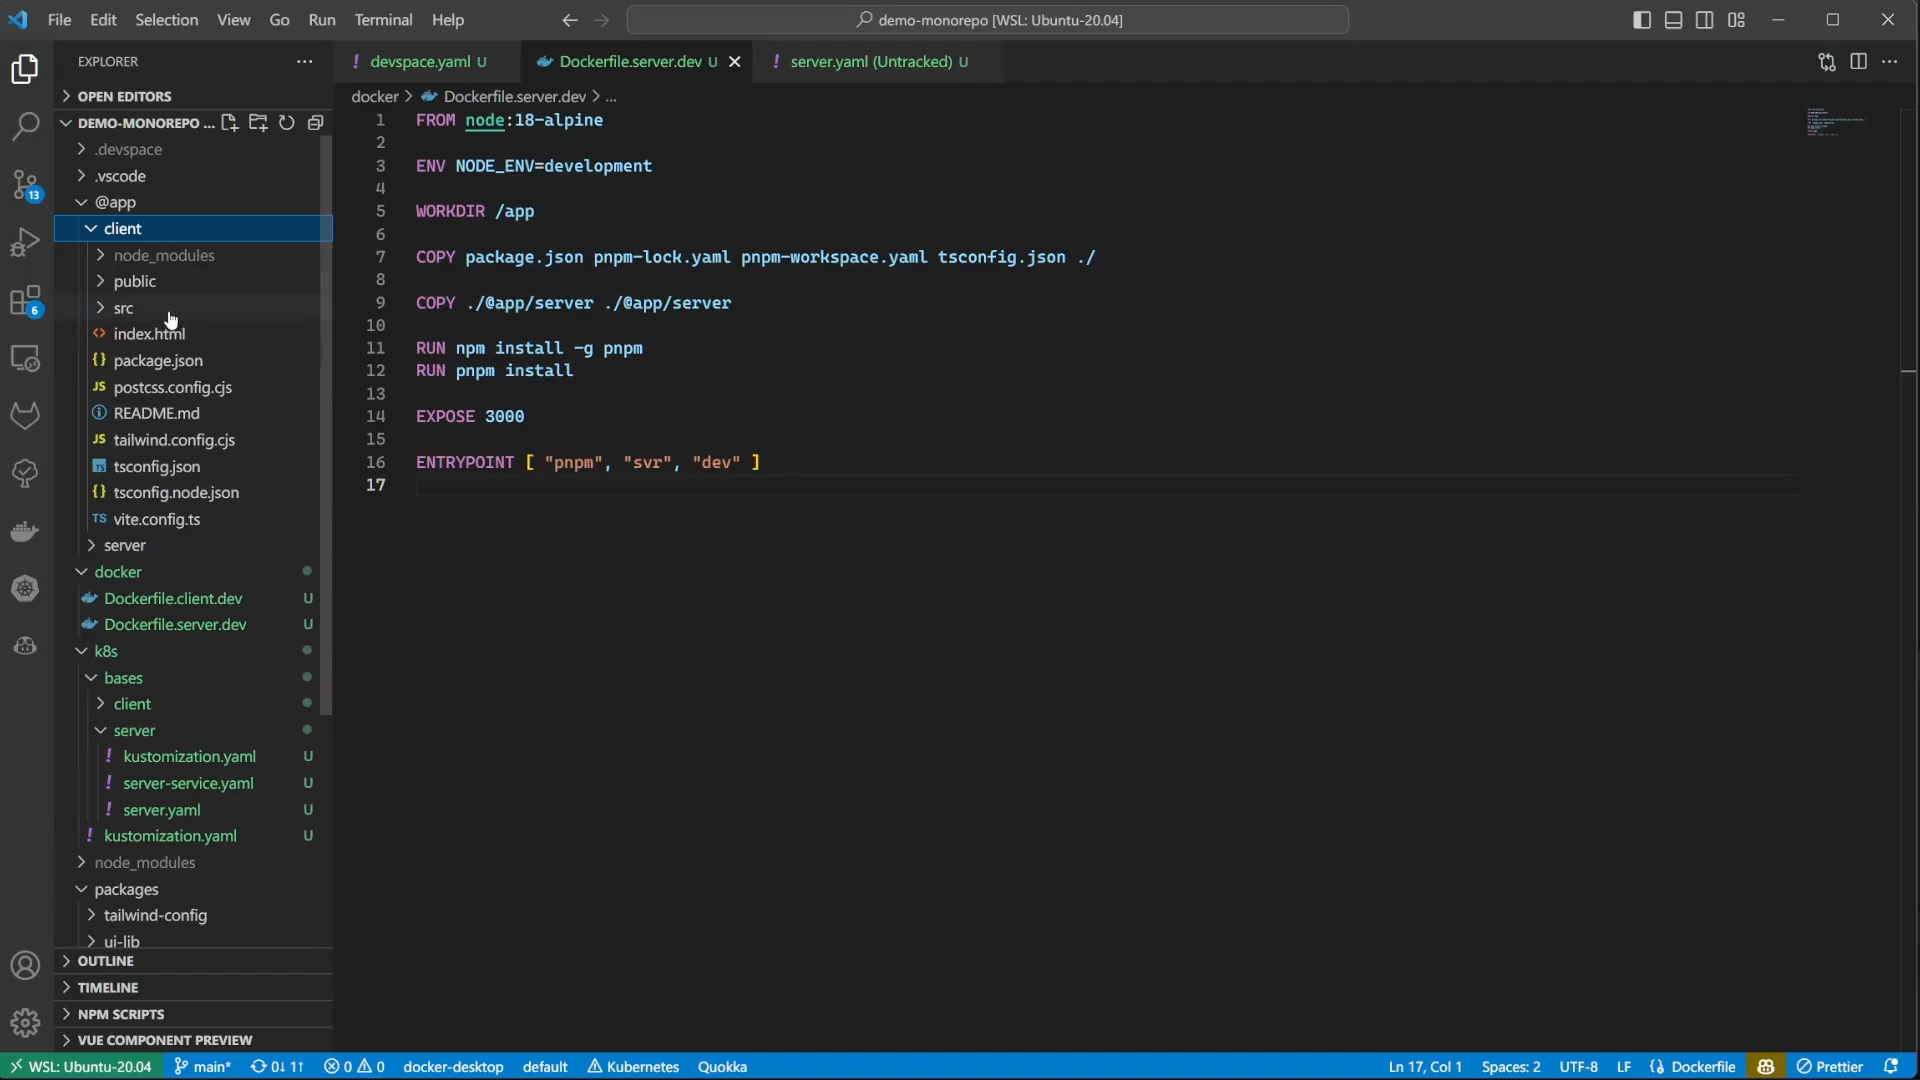 File Edit Selection View Go Run Terminal Help
demo-monorepo [WSL: Ubuntu-20.04]
EXPLORER
OPEN EDITORS
DEMO-MONOREPO ...
.devspace
.vscode
@app
client
node_modules
public
src
index.html
package.json
postcss.config.cjs
README.md
tailwind.config.cjs
tsconfig.json
tsconfig.node.json
vite.config.ts
server
docker
Dockerfile.client.dev U
Dockerfile.server.dev U
k8s
bases
client
server
kustomization.yaml U
server-service.yaml U
server.yaml U
kustomization.yaml U
node_modules
packages
tailwind-config
ui-lib
OUTLINE
TIMELINE
NPM SCRIPTS
VUE COMPONENT PREVIEW
13
6
devspace.yaml U
Dockerfile.server.dev U
server.yaml (Untracked) U
docker > Dockerfile.server.dev > ...
1 FROM node:18-alpine
2
3 ENV NODE_ENV=development
4
5 WORKDIR /app
6
7 COPY package.json pnpm-lock.yaml pnpm-workspace.yaml tsconfig.json ./
8
9 COPY ./@app/server ./@app/server
10
11 RUN npm install -g pnpm
12 RUN pnpm install
13
14 EXPOSE 3000
15
16 ENTRYPOINT [ "pnpm", "svr", "dev" ]
17
WSL: Ubuntu-20.04 main* 0↓ 1↑ 0 0 docker-desktop default Kubernetes Quokka Ln 17, Col 1 Spaces: 2 UTF-8 LF Dockerfile Prettier